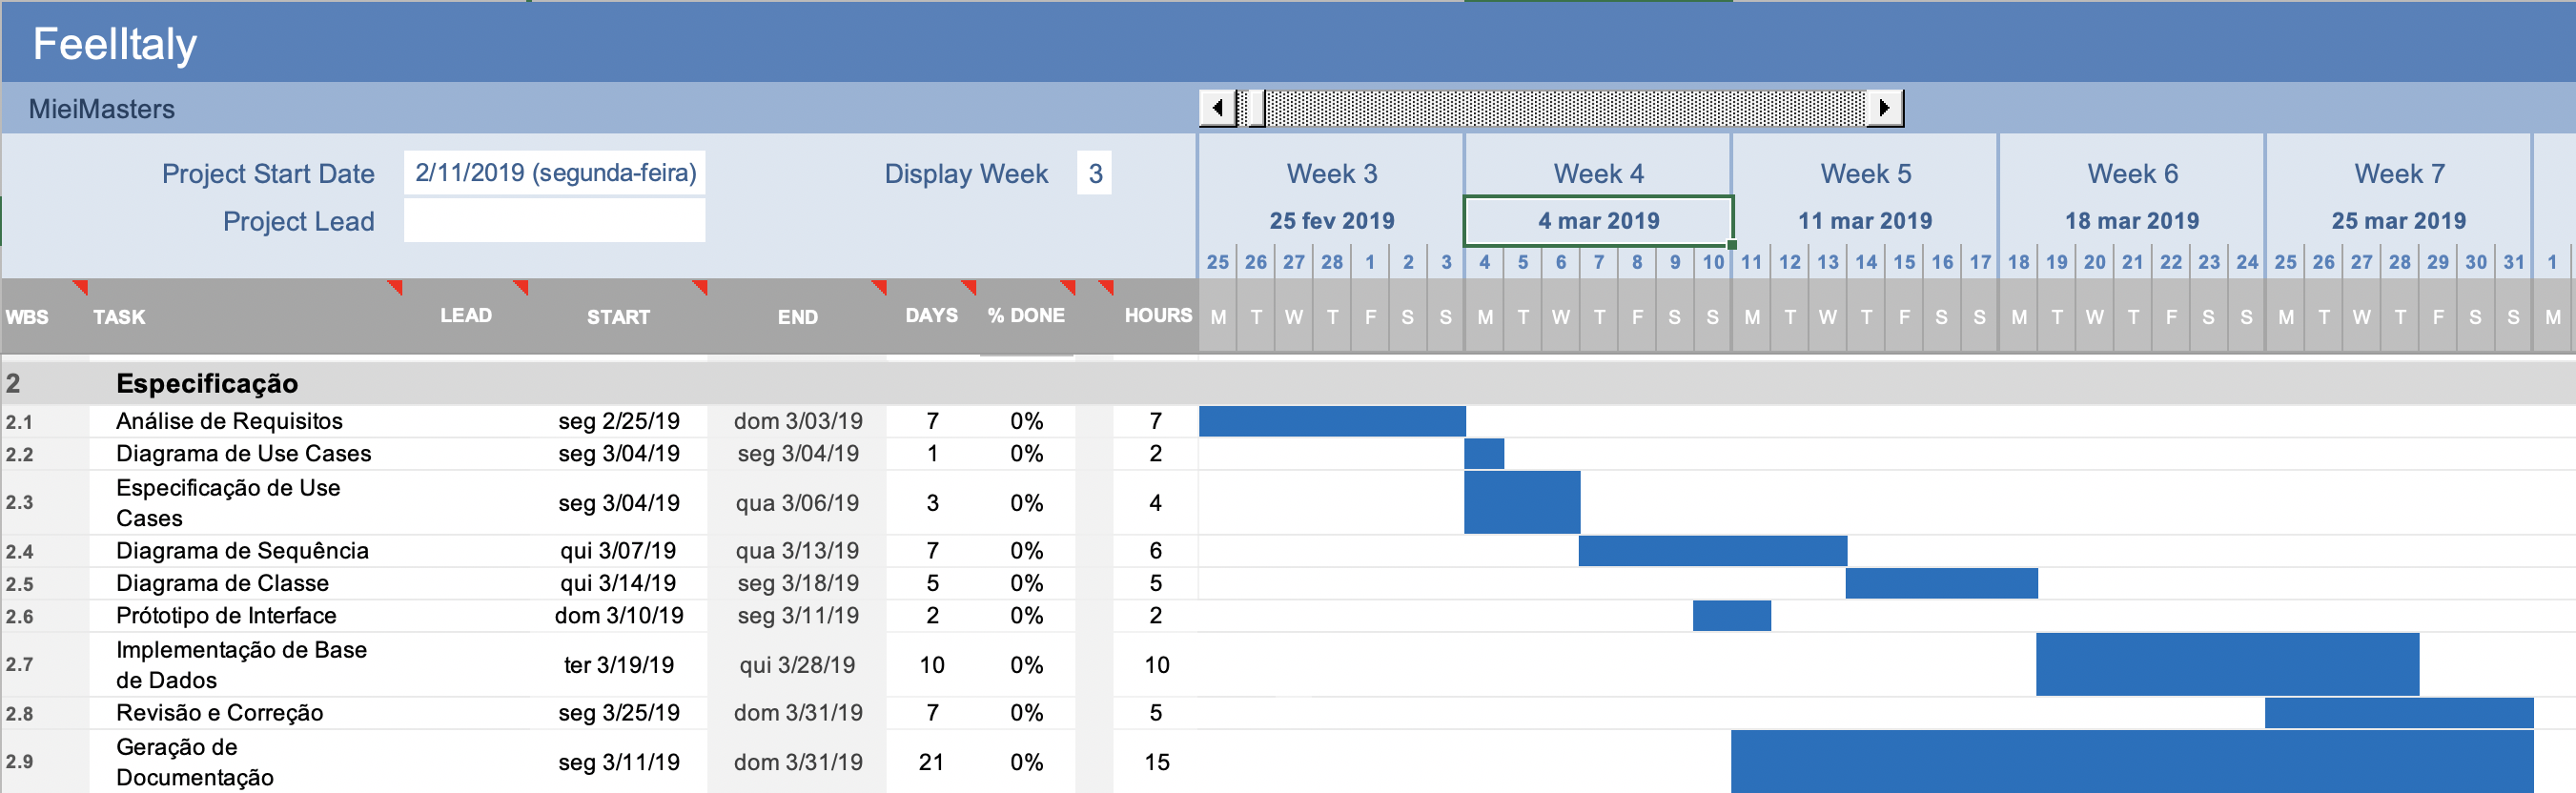 FeelItaly
MieiMasters
Project Start Date 2/11/2019 (segunda-feira) Display Week 3 Week 3 Week 4 Week 5 Week 6 Week 7
Project Lead 25 fev 2019 4 mar 2019 11 mar 2019 18 mar 2019 25 mar 2019
25 26 27 28 1 2 3 4 5 6 7 8 9 10 11 12 13 14 15 16 17 18 19 20 21 22 23 24 25 26 27 28 29 30 31 1
WBS TASK LEAD START END DAYS % DONE HOURS M T W T F S S M T W T F S S M T W T F S S M T W T F S S M T W T F S S M
2 Especificação
2.1 Análise de Requisitos seg 2/25/19 dom 3/03/19 7 0% 7
2.2 Diagrama de Use Cases seg 3/04/19 seg 3/04/19 1 0% 2
2.3 Especificação de Use
Cases seg 3/04/19 qua 3/06/19 3 0% 4
2.4 Diagrama de Sequência qui 3/07/19 qua 3/13/19 7 0% 6
2.5 Diagrama de Classe qui 3/14/19 seg 3/18/19 5 0% 5
2.6 Prótotipo de Interface dom 3/10/19 seg 3/11/19 2 0% 2
2.7 Implementação de Base
de Dados ter 3/19/19 qui 3/28/19 10 0% 10
2.8 Revisão e Correção seg 3/25/19 dom 3/31/19 7 0% 5
2.9 Geração de
Documentação seg 3/11/19 dom 3/31/19 21 0% 15